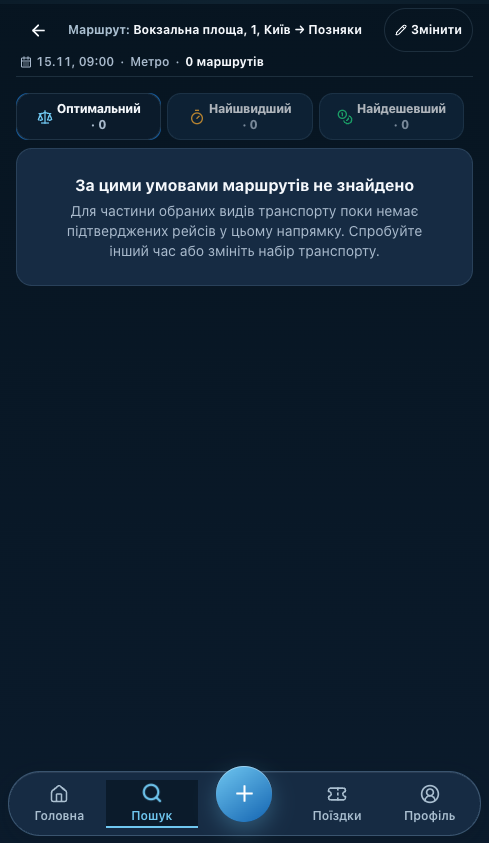 Маршрут: Вокзальна площа, 1, Київ → Позняки
Змінити
15.11, 09:00 · Метро · 0 маршрутів
Оптимальний
· 0
Найшвидший
· 0
Найдешевший
· 0
За цими умовами маршрутів не знайдено
Для частини обраних видів транспорту поки немає
підтверджених рейсів у цьому напрямку. Спробуйте
інший час або змініть набір транспорту.
Головна
Пошук
Поїздки
Профіль